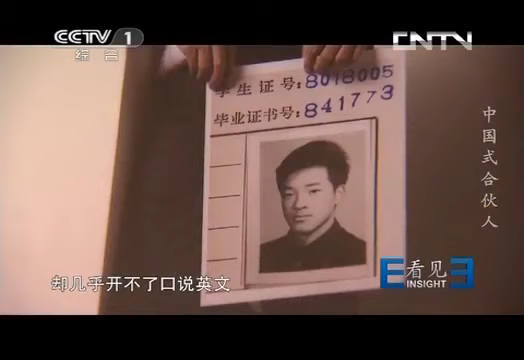 CCTV 1
综合
CNTV
学生证号:8018005
毕业证书号:841773
中国式合伙人
看见
INSIGHT
却几乎开不了口说英文